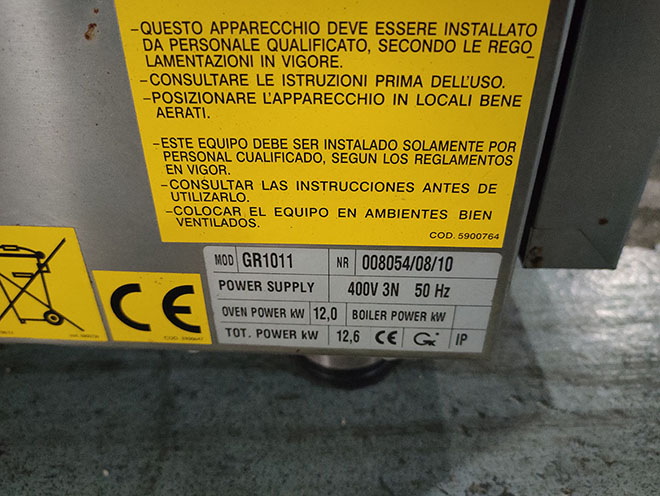 -QUESTO APPARECCHIO DEVE ESSERE INSTALLATO
DA PERSONALE QUALIFICATO, SECONDO LE REGO_
LAMENTAZIONI IN VIGORE.
-CONSULTARE LE ISTRUZIONI PRIMA DELL'USO.
-POSIZIONARE L'APPARECCHIO IN LOCALI BENE
AERATI.
-ESTE EQUIPO DEBE SER INSTALADO SOLAMENTE POR
PERSONAL CUALIFICADO, SEGUN LOS REGLAMENTOS
EN VIGOR.
-CONSULTAR LAS INSTRUCCIONES ANTES DE
UTILIZARLO.
-COLOCAR EL EQUIPO EN AMBIENTES BIEN
VENTILADOS.
COD. 5900764
MOD GR1011 NR 008054/08/10
POWER SUPPLY 400V 3N 50 Hz
OVEN POWER kW 12,0 BOILER POWER kW
TOT. POWER kW 12,6 CE IP
CE
COD.